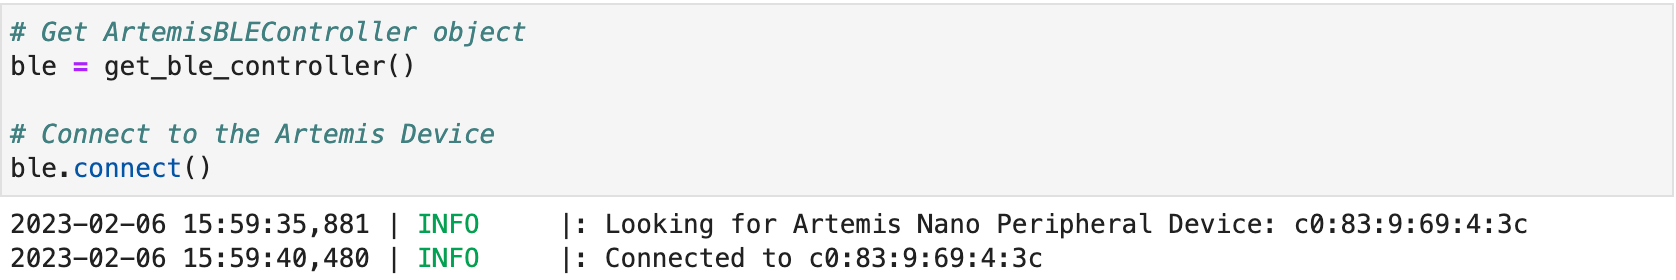 # Get ArtemisBLEController object
ble = get_ble_controller()
# Connect to the Artemis Device
ble.connect()
2023-02-06 15:59:35,881 | INFO     |: Looking for Artemis Nano Peripheral Device: c0:83:9:69:4:3c
2023-02-06 15:59:40,480 | INFO     |: Connected to c0:83:9:69:4:3c